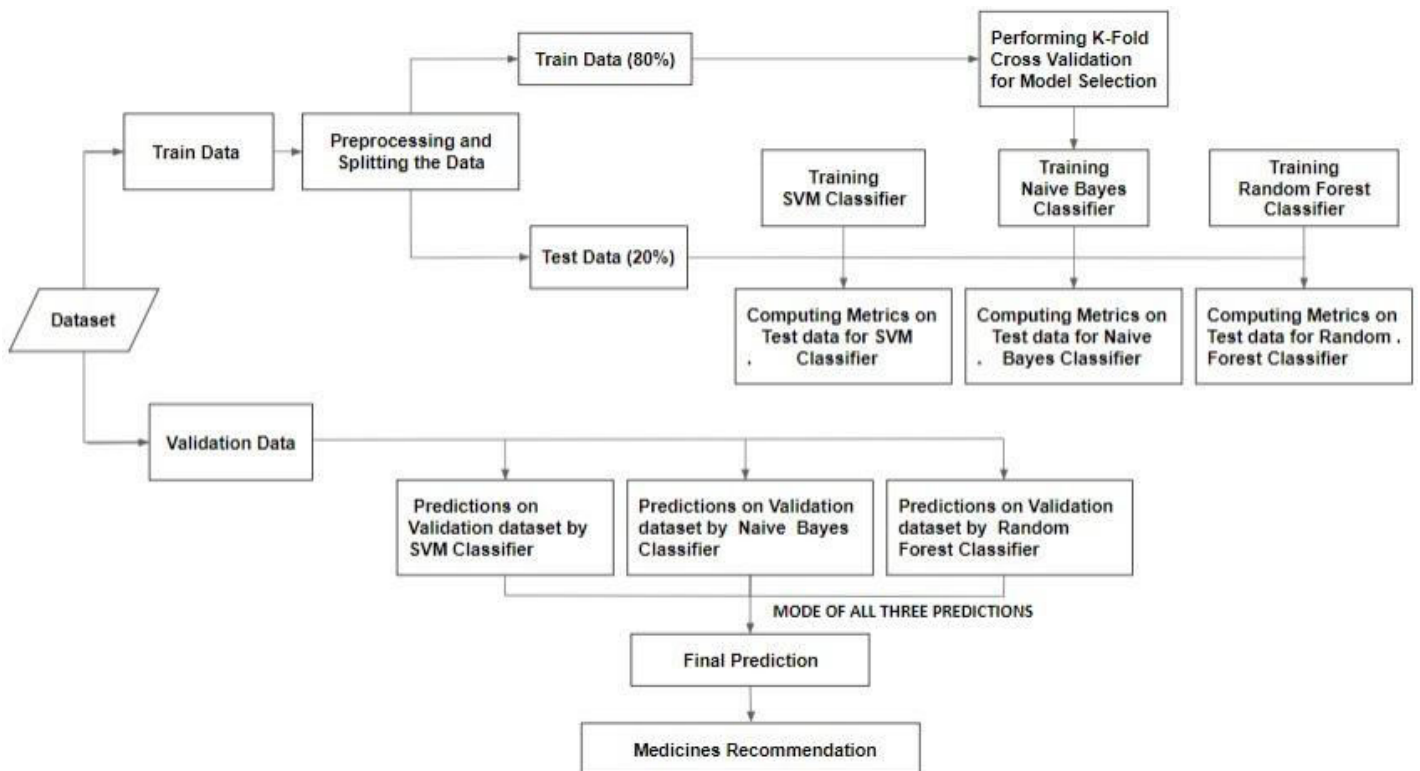 Train Data (80%)
Performing K-Fold
Cross Validation
for Model Selection
Train Data
Preprocessing and
Splitting the Data
Training
SVM Classifier
Training
Naive Bayes
Classifier
Training
Random Forest
Classifier
Test Data (20%)
Dataset
Computing Metrics on
Test data for SVM
. Classifier
Computing Metrics on
Test data for Naive
. Bayes Classifier
Computing Metrics on
Test data for Random .
Forest Classifier
Validation Data
Predictions on
Validation dataset by
SVM Classifier
Predictions on Validation
dataset by Naive Bayes
Classifier
Predictions on Validation
dataset by Random
Forest Classifier
MODE OF ALL THREE PREDICTIONS
Final Prediction
Medicines Recommendation